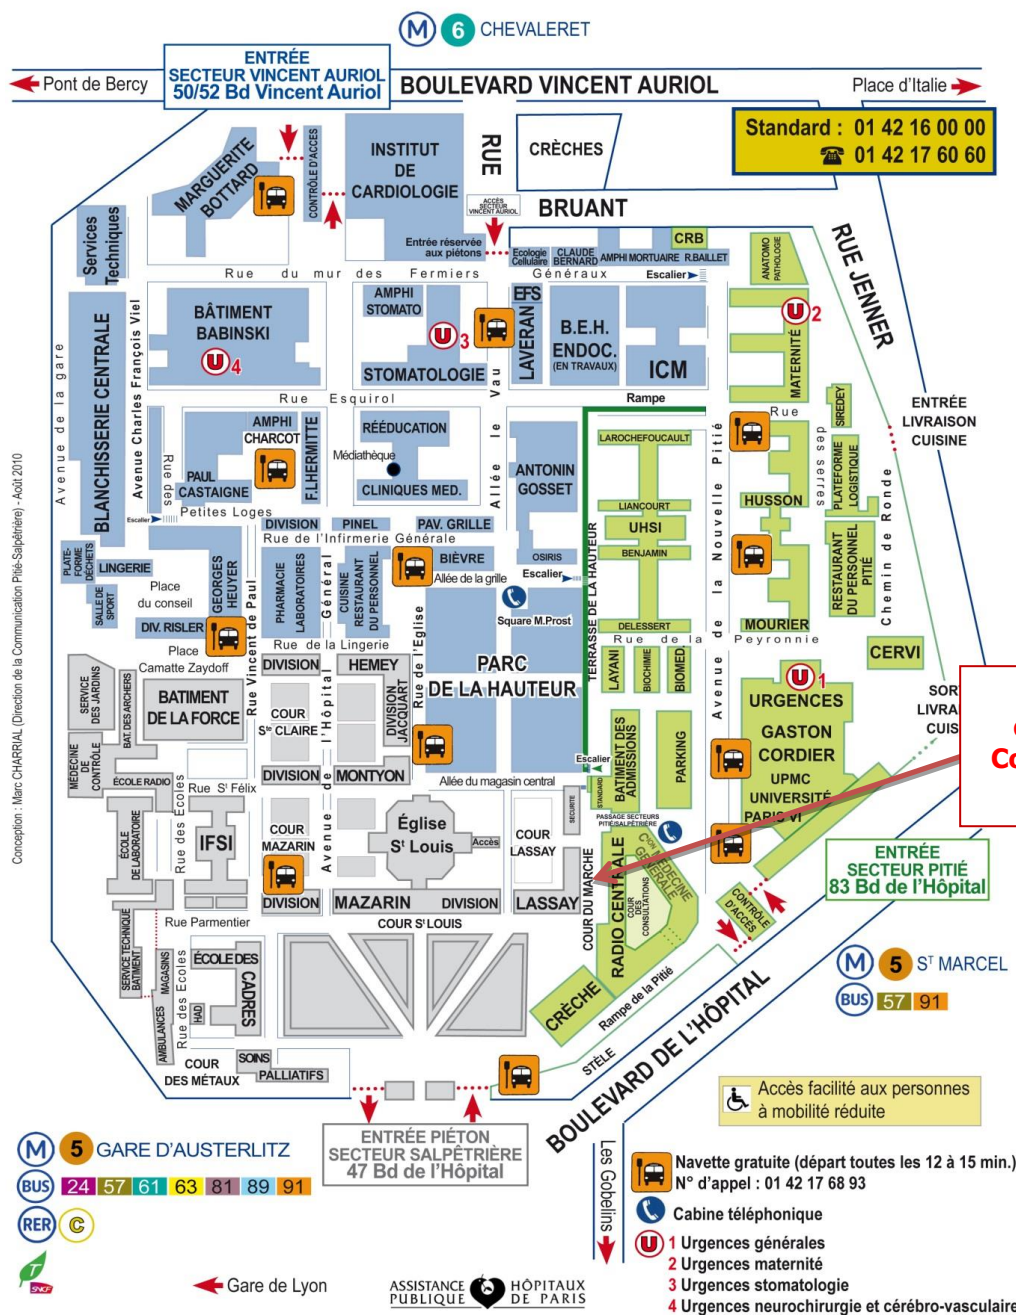 M 6 CHEVALERET
ENTRÉE
SECTEUR VINCENT AURIOL
50/52 Bd Vincent Auriol
Pont de Bercy
BOULEVARD VINCENT AURIOL
Place d'Italie
Standard : 01 42 16 00 00
01 42 17 60 60
MARGUERITE
BOTTARD
CONTRÔLE D'ACCES
INSTITUT
DE
CARDIOLOGIE
RUE
BRUANT
CRÈCHES
ACCÈS
SECTEUR
VINCENT AURIOL
Entrée réservée
aux piétons
Services
Techniques
Ecologie
Cellulaire
CLAUDE
BERNARD
AMPHI MORTUAIRE
R.BAILLET
CRB
Escalier
ANATOMO
PATHOLOGIE
RUE JENNER
Rue du mur des Fermiers Généraux
Avenue de la gare
BLANCHISSERIE CENTRALE
Avenue Charles François Viel
BÂTIMENT
BABINSKI
U 4
AMPHI
STOMATO
U 3
STOMATOLOGIE
Allée le Vau
EFS
LAVERAN
B.E.H.
ENDOC.
(EN TRAVAUX)
ICM
MATERNITÉ
U 2
Rue Esquirol
Rampe
ENTRÉE
LIVRAISON
CUISINE
Rue des
Petites Loges
AMPHI
CHARCOT
PAUL
CASTAIGNE
F.LHERMITTE
RÉÉDUCATION
Médiathèque
CLINIQUES MED.
ANTONIN
GOSSET
OSIRIS
Escalier
LAROCHEFOUCAULT
LIANCOURT
UHSI
BENJAMIN
DELESSERT
Avenue de la Nouvelle Pitié
Rue des serres
HUSSON
MOURIER
SIREDEY
PLATEFORME
LOGISTIQUE
RESTAURANT
DU PERSONNEL
PITIÉ
Chemin de Ronde
Escalier
PLATE-
FORME
DÉCHETS
LINGERIE
SALLE DE
SPORT
Place
du conseil
GEORGES
HEUYER
DIV. RISLER
Place
Camatte Zaydoff
Rue Vincent de Paul
DIVISION
PINEL
PAV. GRILLE
Rue de l'Infirmerie Générale
PHARMACIE
LABORATOIRES
CUISINE
RESTAURANT
DU PERSONNEL
BIÈVRE
Allée de la grille
Square M.Prost
TERRASSE DE LA HAUTEUR
Rue de la Lingerie
Rue de l'Eglise
PARC
DE LA HAUTEUR
Rue de la Peyronnie
LAYANI
BIOCHIMIE
BIOMED.
CERVI
SERVICE
DES JARDINS
BAT. DES ARCHERS
BATIMENT
DE LA FORCE
MÉDECINE
DE
CONTRÔLE
ÉCOLE RADIO
DIVISION
HEMEY
COUR
Ste CLAIRE
DIVISION
JACQUART
DIVISION
MONTYON
Avenue de l'Hôpital Général
Allée du magasin central
Escalier
BATIMENT DES
ADMISSIONS
STANDARD
PARKING
U 1
URGENCES
GASTON
CORDIER
UPMC
UNIVERSITÉ
PARIS VI
Rue St Félix
Rue des Ecoles
ÉCOLE
DE LABORATOIRE
IFSI
COUR
MAZARIN
DIVISION
MAZARIN
DIVISION
Église
St Louis
Accès
COUR
LASSAY
SECURITE
LASSAY
COUR DU MARCHE
PASSAGE SECTEURS
PITIÉ/SALPÊTRIÈRE
Cion MÉDECINE
GÉNÉRALE
COUR
DES
CONSULTATIONS
RADIO CENTRALE
CONTRÔLE
D'ACCÈS
ENTRÉE
SECTEUR PITIÉ
83 Bd de l'Hôpital
Rue Parmentier
COUR St LOUIS
SERVICE TECHNIQUE
BATIMENT
MAGASINS
AMBULANCES
Rue des Ecoles
ÉCOLE DES
CADRES
HAD
COUR
DES MÉTAUX
SOINS
PALLIATIFS
CRÈCHE
Rampe de la Pitié
STÈLE
BOULEVARD DE L'HÔPITAL
M 5 ST MARCEL
BUS 57 91
ENTRÉE PIÉTON
SECTEUR SALPÊTRIÈRE
47 Bd de l'Hôpital
Accès facilité aux personnes
à mobilité réduite
M 5 GARE D'AUSTERLITZ
BUS 24 57 61 63 81 89 91
RER C
T
SNCF
Gare de Lyon
ASSISTANCE
PUBLIQUE
HÔPITAUX
DE PARIS
Les Gobelins
Navette gratuite (départ toutes les 12 à 15 min.)
N° d'appel : 01 42 17 68 93
Cabine téléphonique
U 1 Urgences générales
2 Urgences maternité
3 Urgences stomatologie
4 Urgences neurochirurgie et cérébro-vasculaire
Conception : Marc CHARRIAL (Direction de la Communication Pitié-Salpêtrière) - Août 2010